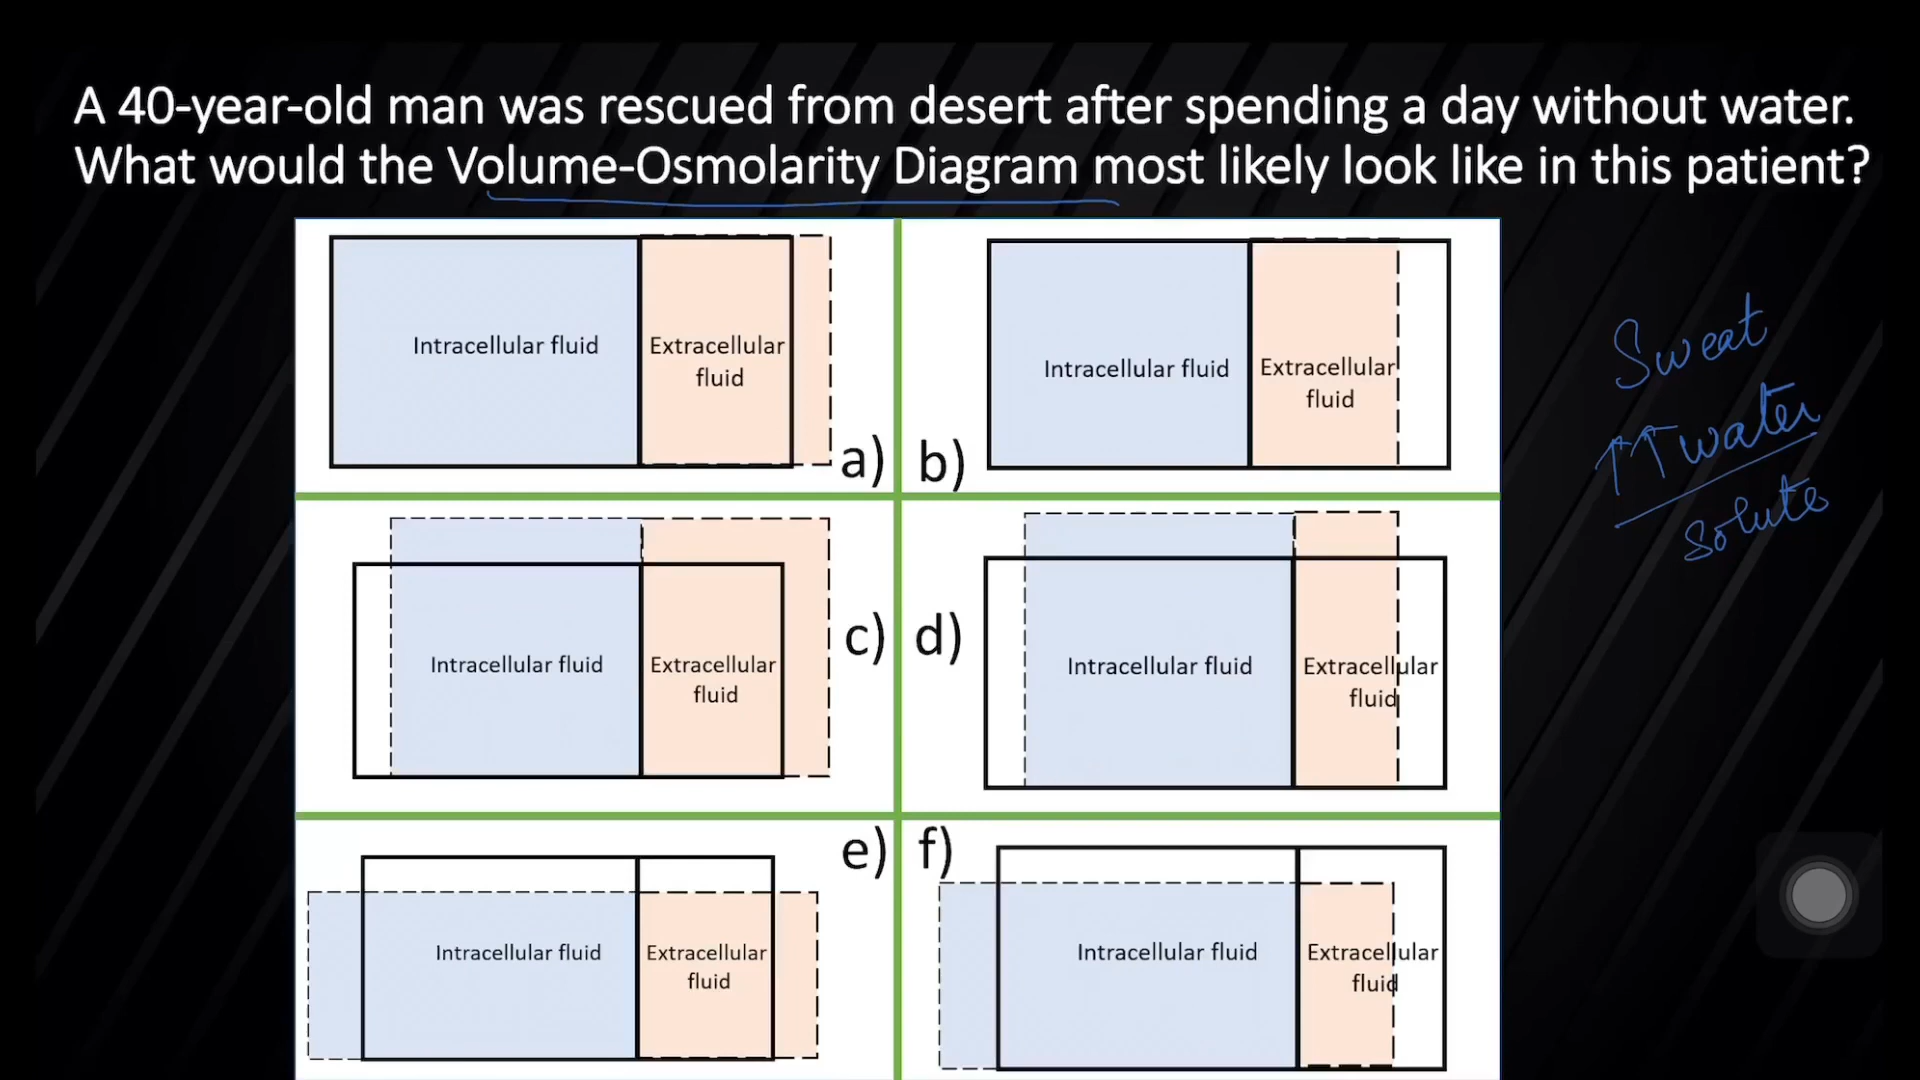 A 40-year-old man was rescued from desert after spending a day without water.
What would the Volume-Osmolarity Diagram most likely look like in this patient?
Intracellular fluid
Extracellular
fluid
a)
b)
Intracellular fluid
Extracellular
fluid
Sweat
↑↑ water
solute
c)
Intracellular fluid
Extracellular
fluid
d)
Intracellular fluid
Extracellular
fluid
e)
Intracellular fluid
Extracellular
fluid
f)
Intracellular fluid
Extracellular
fluid